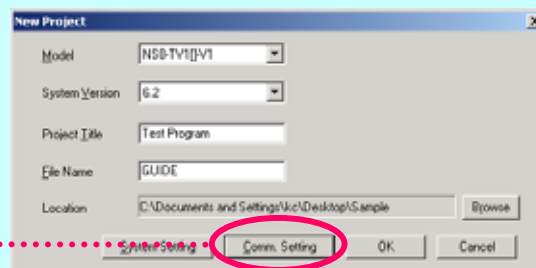 New Project
Model NS8-TV1[]-V1
System Version 6.2
Project Title Test Program
File Name GUIDE
Location C:\Documents and Settings\kc\Desktop\Sample Browse
System Setting Comm. Setting OK Cancel